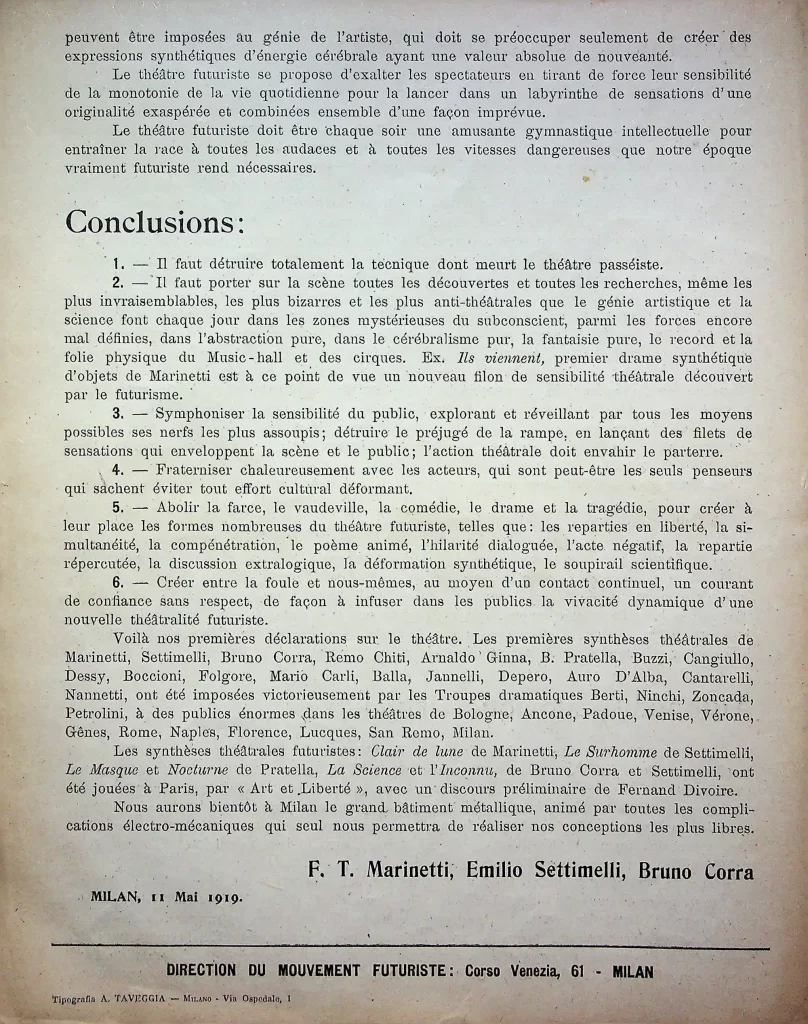 peuvent être imposées au génie de l'artiste, qui doit se préoccuper seulement de créer des
expressions synthétiques d'énergie cérébrale ayant une valeur absolue de nouveauté.
Le théâtre futuriste se propose d'exalter les spectateurs en tirant de force leur sensibilité
de la monotonie de la vie quotidienne pour la lancer dans un labyrinthe de sensations d'une
originalité exaspérée et combinées ensemble d'une façon imprévue.
Le théâtre futuriste doit être chaque soir une amusante gymnastique intellectuelle pour
entraîner la race à toutes les audaces et à toutes les vitesses dangereuses que notre époque
vraiment futuriste rend nécessaires.
Conclusions:
1. — Il faut détruire totalement la technique dont meurt le théâtre passéiste.
2. — Il faut porter sur la scène toutes les découvertes et toutes les recherches, même les
plus invraisemblables, les plus bizarres et les plus anti-théâtrales que le génie artistique et la
science font chaque jour dans les zones mystérieuses du subconscient, parmi les forces encore
mal définies, dans l'abstraction pure, dans le cérébralisme pur, la fantaisie pure, le record et la
folie physique du Music-hall et des cirques. Ex. Ils viennent, premier drame synthétique
d'objets de Marinetti est à ce point de vue un nouveau filon de sensibilité théâtrale découvert
par le futurisme.
3. — Symphoniser la sensibilité du public, explorant et réveillant par tous les moyens
possibles ses nerfs les plus assoupis; détruire le préjugé de la rampe, en lançant des filets de
sensations qui enveloppent la scène et le public; l'action théâtrale doit envahir le parterre.
4. — Fraterniser chaleureusement avec les acteurs, qui sont peut-être les seuls penseurs
qui sachent éviter tout effort cultural déformant.
5. — Abolir la farce, le vaudeville, la comédie, le drame et la tragédie, pour créer à
leur place les formes nombreuses du théâtre futuriste, telles que: les reparties en liberté, la si-
multanéité, la compénétration, le poème animé, l'hilarité dialoguée, l'acte négatif, la repartie
répercutée, la discussion extralogique, la déformation synthétique, le soupirail scientifique.
6. — Créer entre la foule et nous-mêmes, au moyen d'un contact continuel, un courant
de confiance sans respect, de façon à infuser dans les publics la vivacité dynamique d'une
nouvelle théâtralité futuriste.
Voilà nos premières déclarations sur le théâtre. Les premières synthèses théâtrales de
Marinetti, Settimelli, Bruno Corra, Remo Chiti, Arnaldo Ginna, B. Pratella, Buzzi, Cangiullo,
Dessy, Boccioni, Folgore, Mario Carli, Balla, Jannelli, Depero, Auro D'Alba, Cantarelli,
Nannetti, ont été imposées victorieusement par les Troupes dramatiques Berti, Ninchi, Zoncada,
Petrolini, à des publics énormes dans les théâtres de Bologne, Ancone, Padoue, Venise, Vérone,
Gênes, Rome, Naples, Florence, Lucques, San Remo, Milan.
Les synthèses théâtrales futuristes: Clair de lune de Marinetti, Le Surhomme de Settimelli,
Le Masque et Nocturne de Pratella, La Science et l'Inconnu, de Bruno Corra et Settimelli, ont
été jouées à Paris, par « Art et Liberté », avec un discours préliminaire de Fernand Divoire.
Nous aurons bientôt à Milan le grand bâtiment métallique, animé par toutes les compli-
cations électro-mécaniques qui seul nous permettra de réaliser nos conceptions les plus libres.
F. T. Marinetti, Emilio Settimelli, Bruno Corra
MILAN, 11 Mai 1919.
DIRECTION DU MOUVEMENT FUTURISTE: Corso Venezia, 61 - MILAN
Tipografia A. TAVEGGIA — MILANO - Via Ospedale, 1